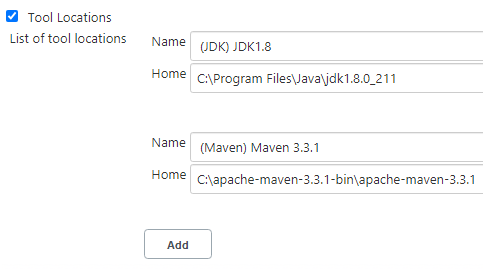 Tool Locations
List of tool locations
Name
(JDK) JDK1.8
Home
C:\Program Files\Java\jdk1.8.0_211
Name
(Maven) Maven 3.3.1
Home
C:\apache-maven-3.3.1-bin\apache-maven-3.3.1
Add